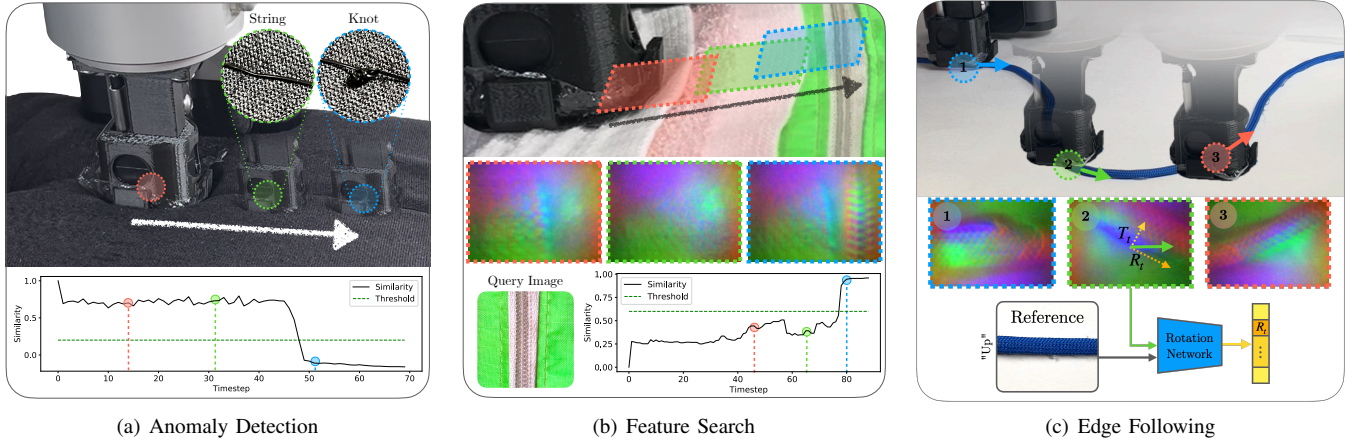 String
Knot
1.0
0.5
0.0
Similarity
Similarity
Threshold
0
10
20
30
40
50
60
70
Timestep
(a) Anomaly Detection
Query Image
1,00
0,75
0,50
0,25
0,00
Similarity
Similarity
Threshold
0
20
40
60
80
Timestep
(b) Feature Search
1
2
3
1
2
3
T_t
R_t
Reference
"Up"
Rotation
Network
R_t
(c) Edge Following